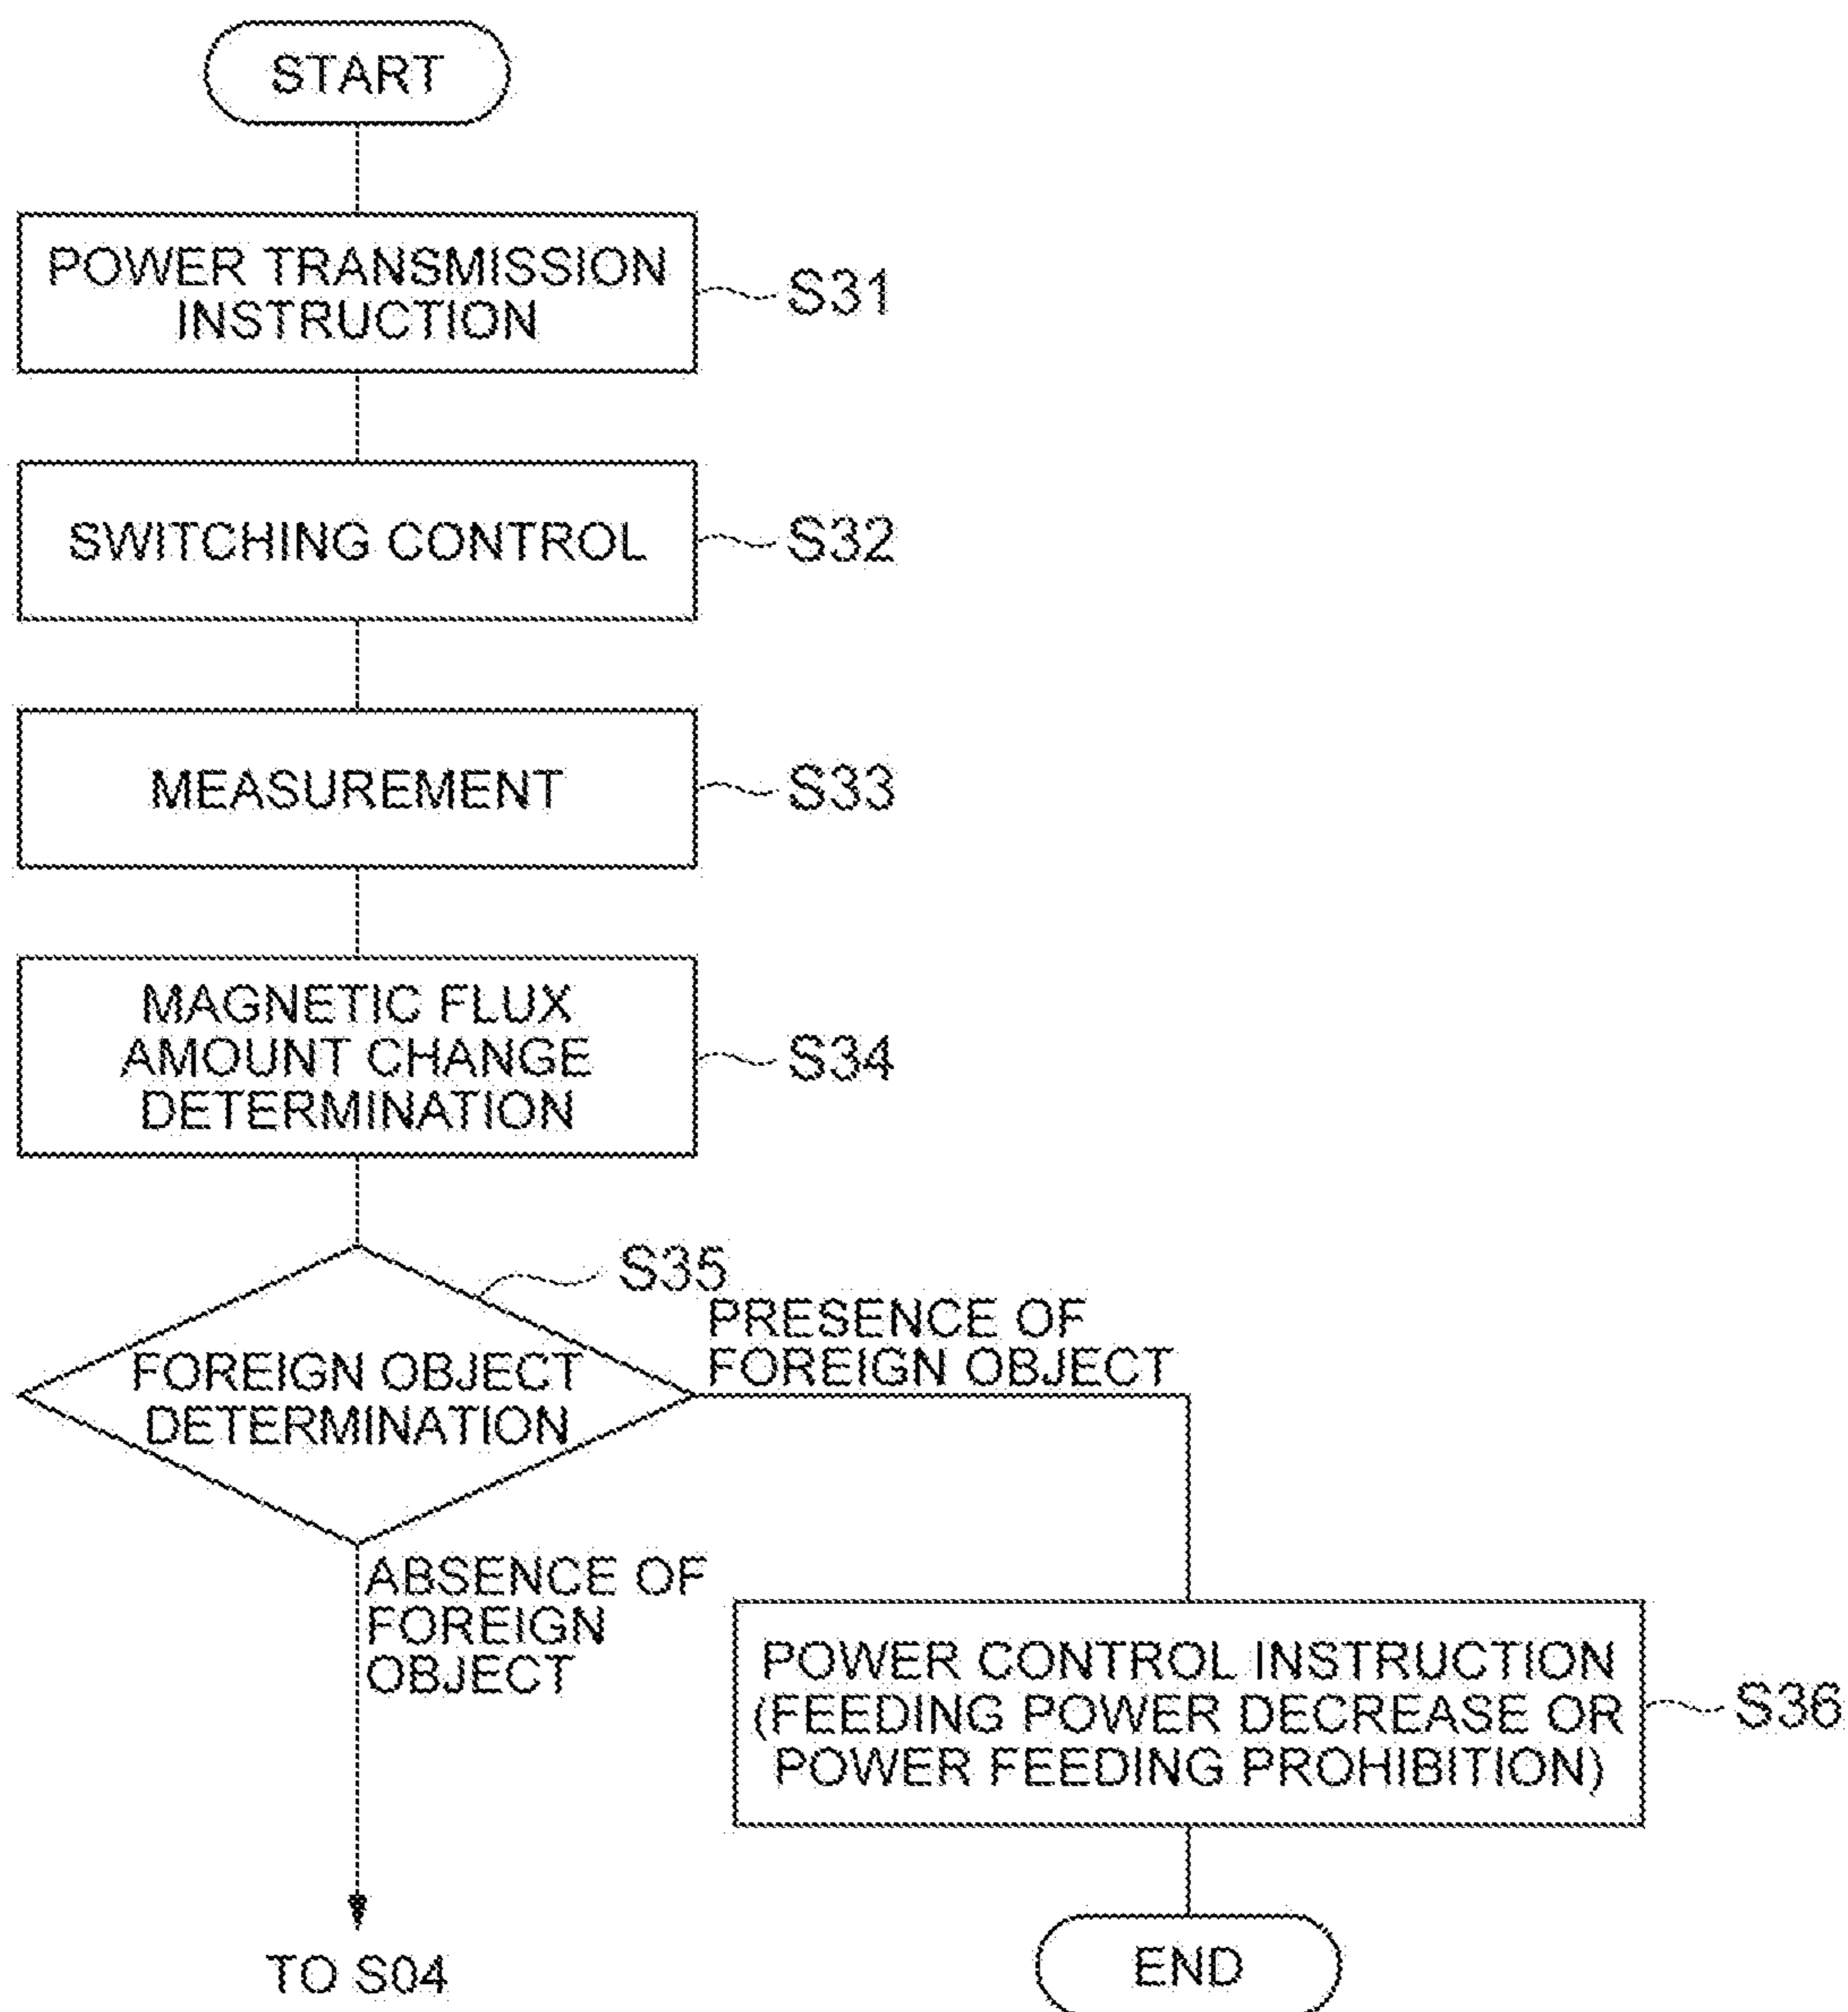 START
POWER TRANSMISSION
INSTRUCTION
S31
SWITCHING CONTROL
S32
MEASUREMENT
S33
MAGNETIC FLUX
AMOUNT CHANGE
DETERMINATION
S34
S35
FOREIGN OBJECT
DETERMINATION
PRESENCE OF
FOREIGN OBJECT
ABSENCE OF
FOREIGN
OBJECT
POWER CONTROL INSTRUCTION
(FEEDING POWER DECREASE OR
POWER FEEDING PROHIBITION)
S36
TO S04
END